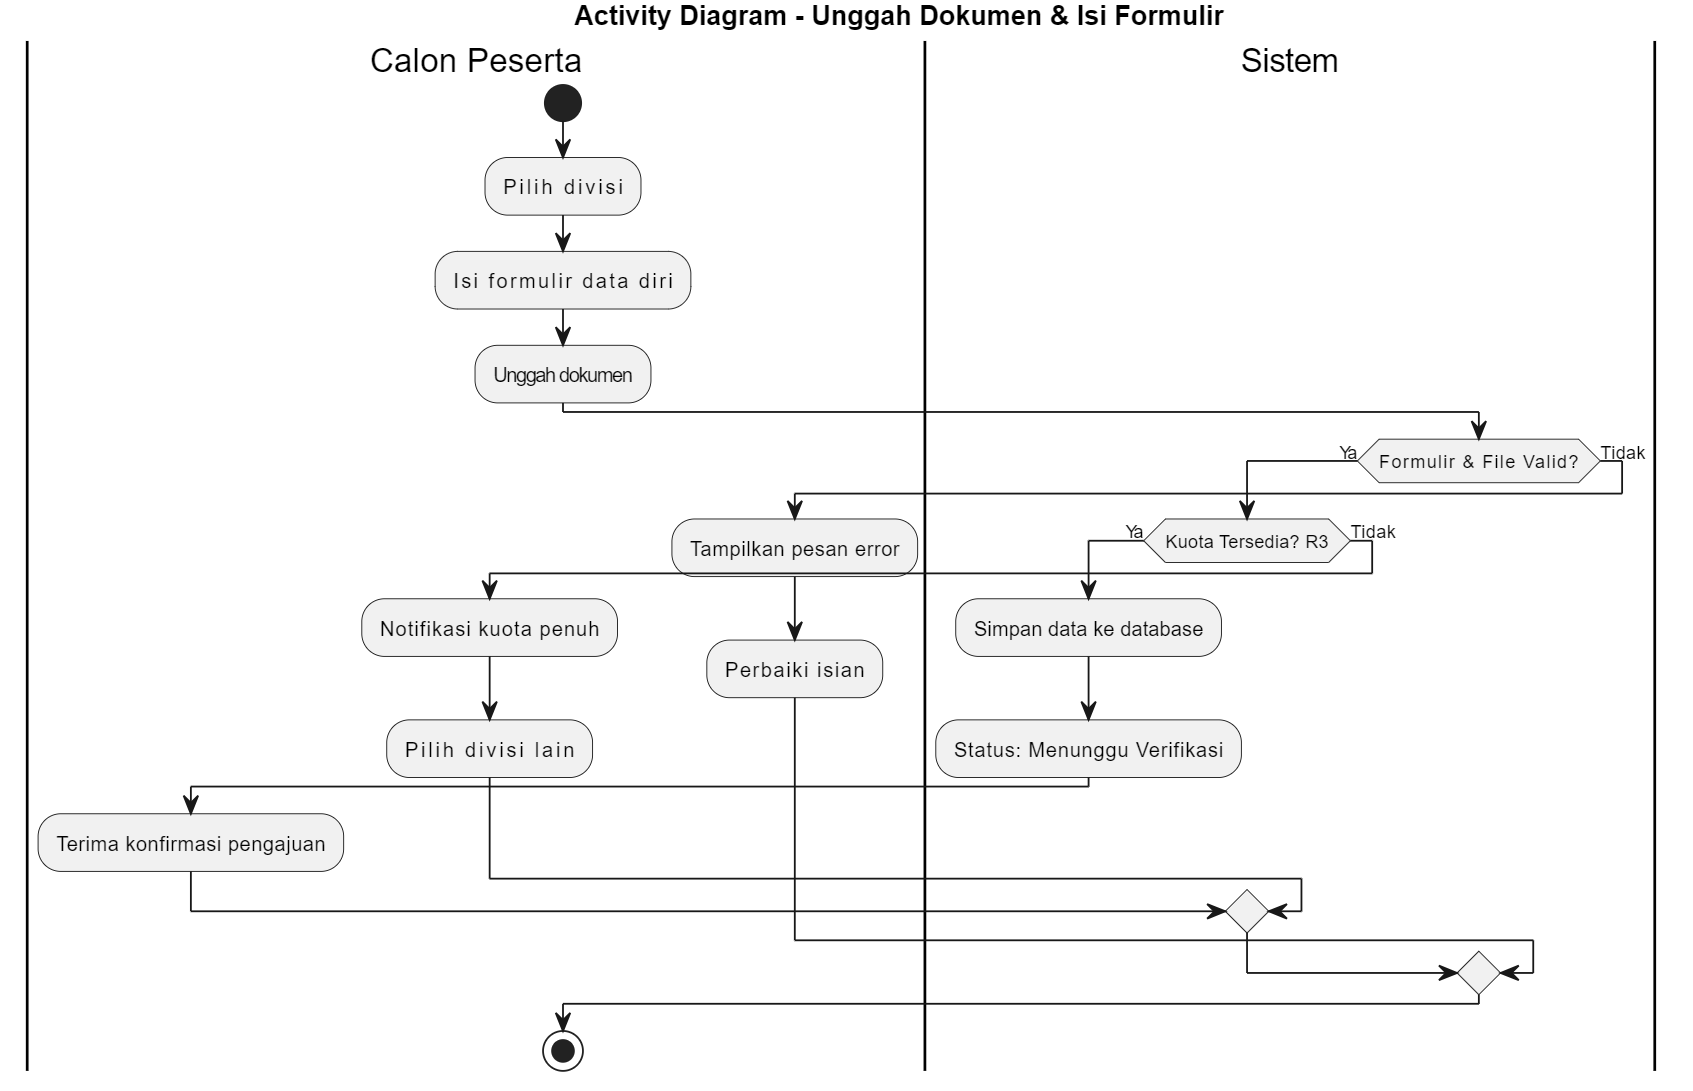 Activity Diagram - Unggah Dokumen & Isi Formulir
Calon Peserta
Sistem
Pilih divisi
Isi formulir data diri
Unggah dokumen
Ya
Formulir & File Valid?
Tidak
Tampilkan pesan error
Ya
Kuota Tersedia? R3
Tidak
Notifikasi kuota penuh
Simpan data ke database
Perbaiki isian
Pilih divisi lain
Status: Menunggu Verifikasi
Terima konfirmasi pengajuan